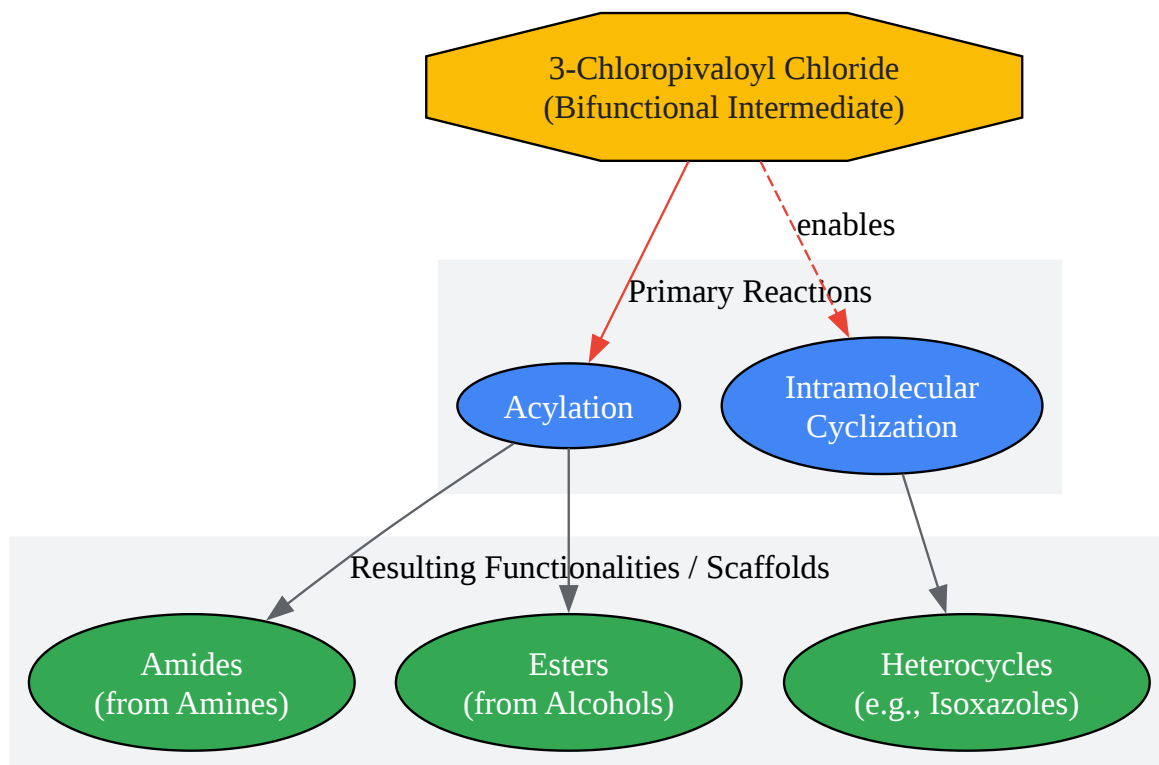 3-Chloropivaloyl Chloride
(Bifunctional Intermediate)
enables
Primary Reactions
Acylation
Intramolecular
Cyclization
Resulting Functionalities / Scaffolds
Amides
(from Amines)
Esters
(from Alcohols)
Heterocycles
(e.g., Isoxazoles)